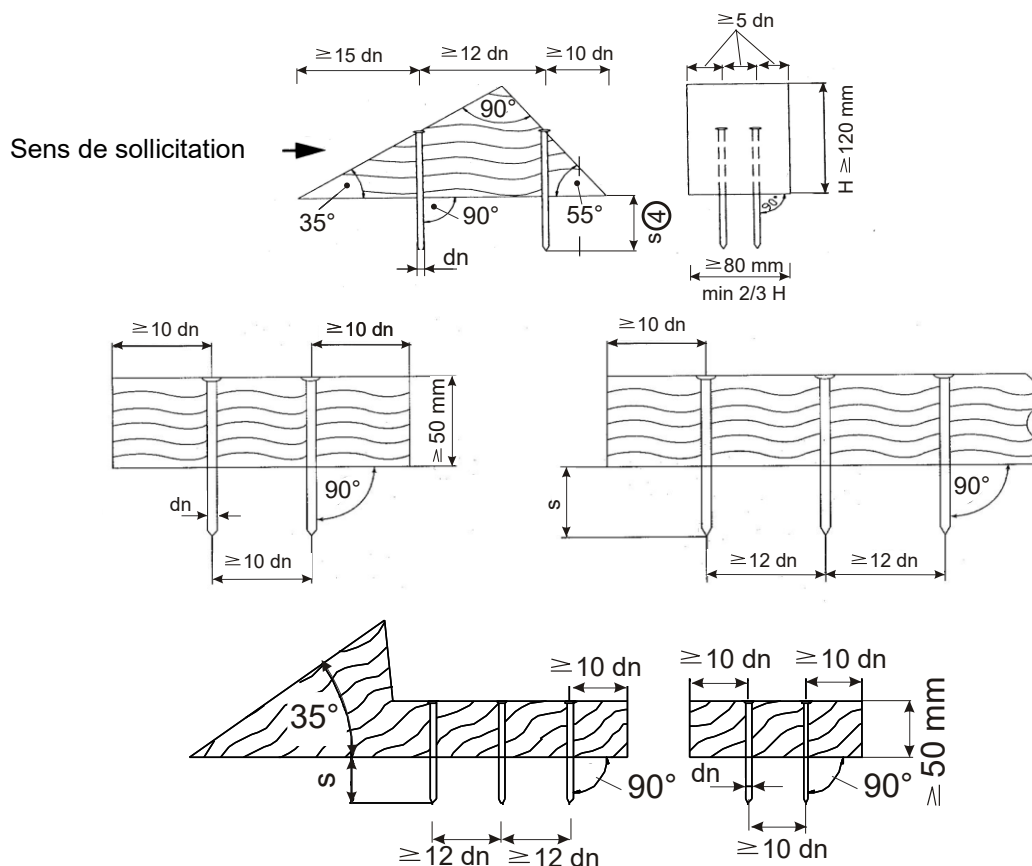 ≥5 dn
≥15 dn
≥12 dn
≥10 dn
90°
Sens de sollicitation
H ≥120 mm
35°
90°
55°
s④
90°
dn
≥80 mm
min 2/3 H
≥10 dn
≥10 dn
≥10 dn
≥50 mm
90°
dn
s
90°
≥10 dn
≥12 dn
≥12 dn
≥10 dn
≥10 dn
≥10 dn
35°
≥50 mm
s
90°
dn
90°
≥12 dn
≥12 dn
≥10 dn